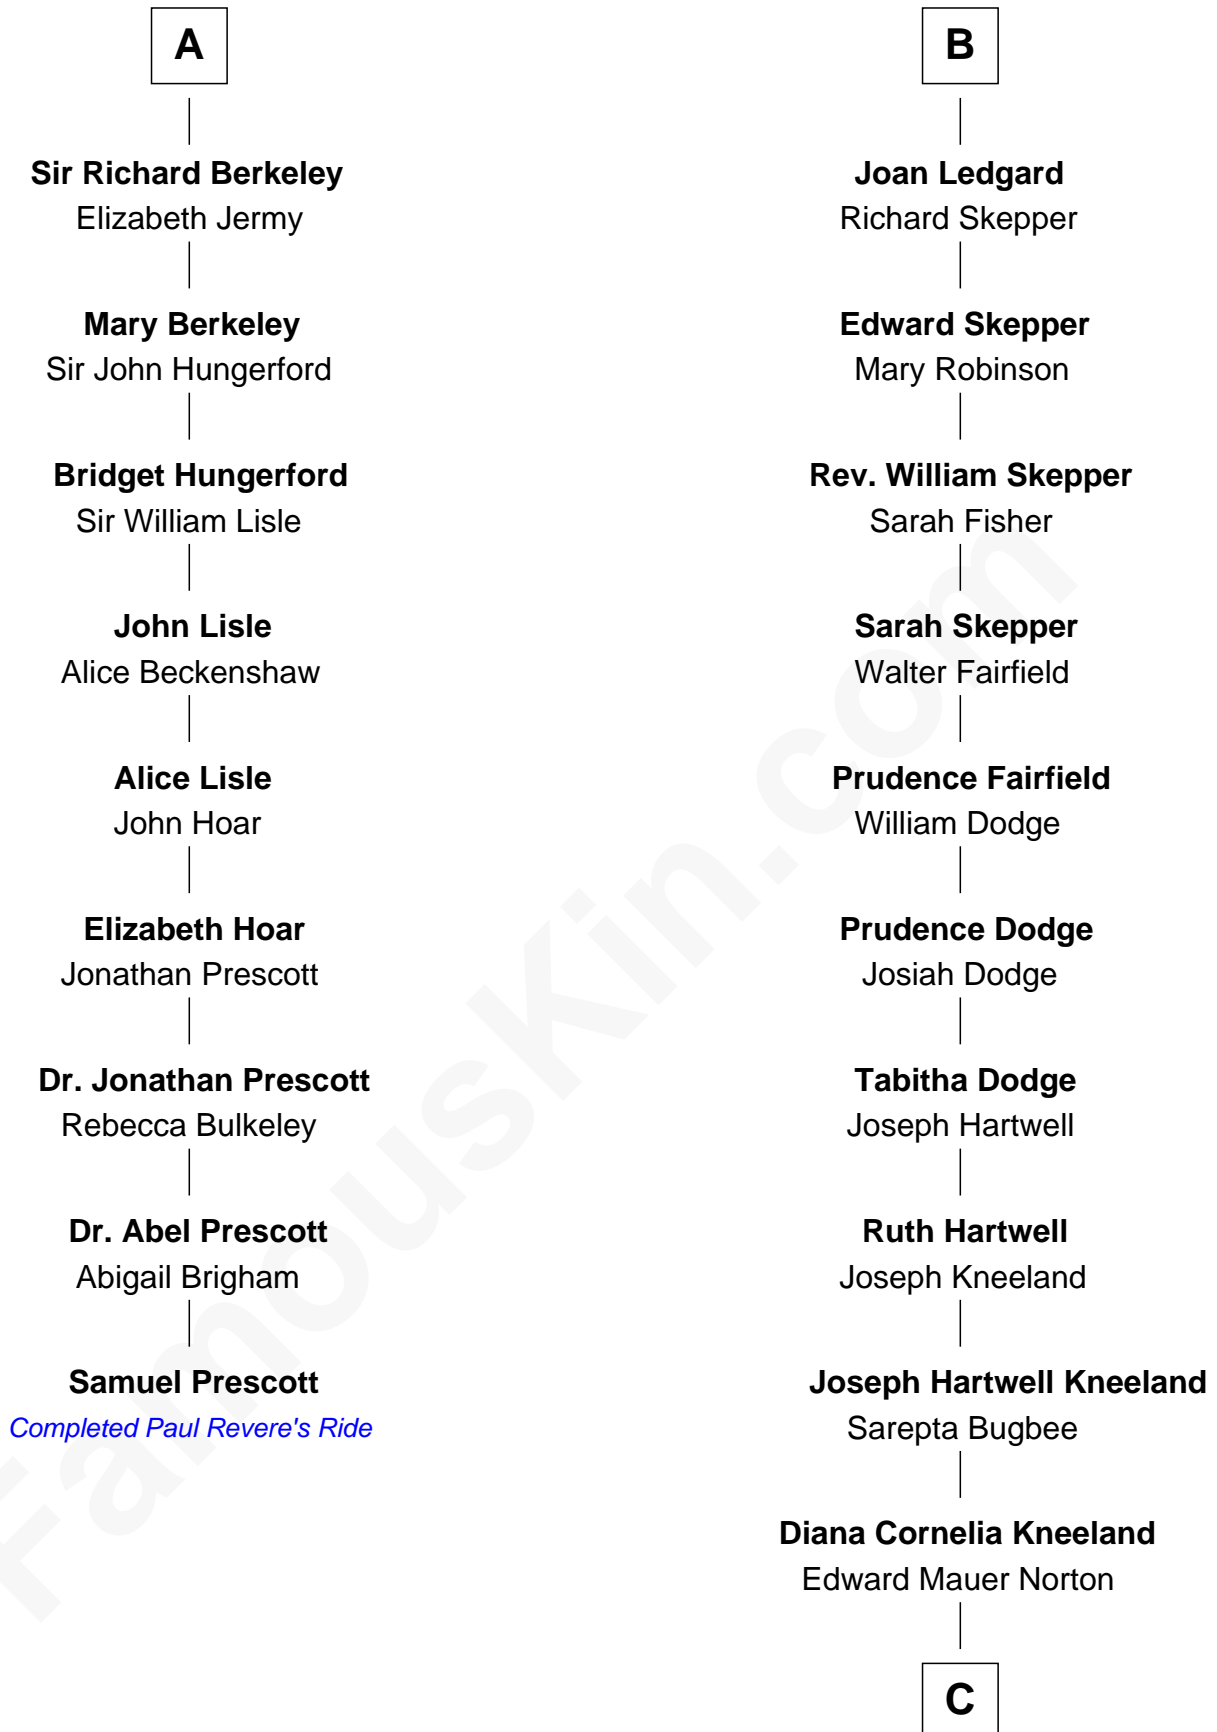 A
Sir Richard Berkeley
Elizabeth Jermy
Mary Berkeley
Sir John Hungerford
Bridget Hungerford
Sir William Lisle
John Lisle
Alice Beckenshaw
Alice Lisle
John Hoar
Elizabeth Hoar
Jonathan Prescott
Dr. Jonathan Prescott
Rebecca Bulkeley
Dr. Abel Prescott
Abigail Brigham
Samuel Prescott
Completed Paul Revere's Ride
B
Joan Ledgard
Richard Skepper
Edward Skepper
Mary Robinson
Rev. William Skepper
Sarah Fisher
Sarah Skepper
Walter Fairfield
Prudence Fairfield
William Dodge
Prudence Dodge
Josiah Dodge
Tabitha Dodge
Joseph Hartwell
Ruth Hartwell
Joseph Kneeland
Joseph Hartwell Kneeland
Sarepta Bugbee
Diana Cornelia Kneeland
Edward Mauer Norton
C
FamousKin.com